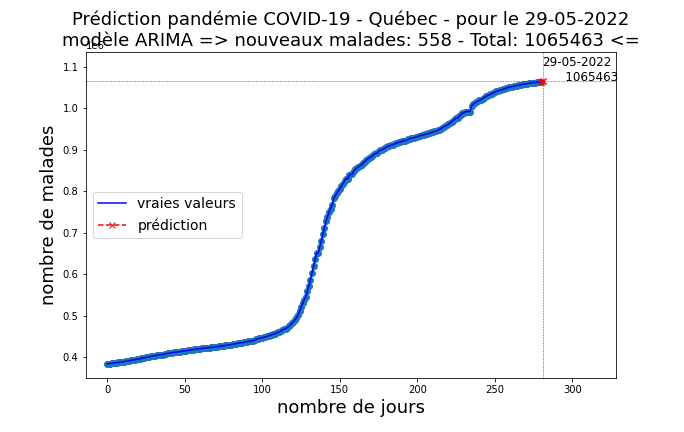 Prédiction pandémie COVID-19 - Québec - pour le 29-05-2022
modèle ARIMA => nouveaux malades: 558 - Total: 1065463 <=
1e6
29-05-2022
1065463
1.1
1.0
0.9
0.8
0.7
0.6
0.5
0.4
nombre de malades
vraies valeurs
prédiction
0 50 100 150 200 250 300
nombre de jours